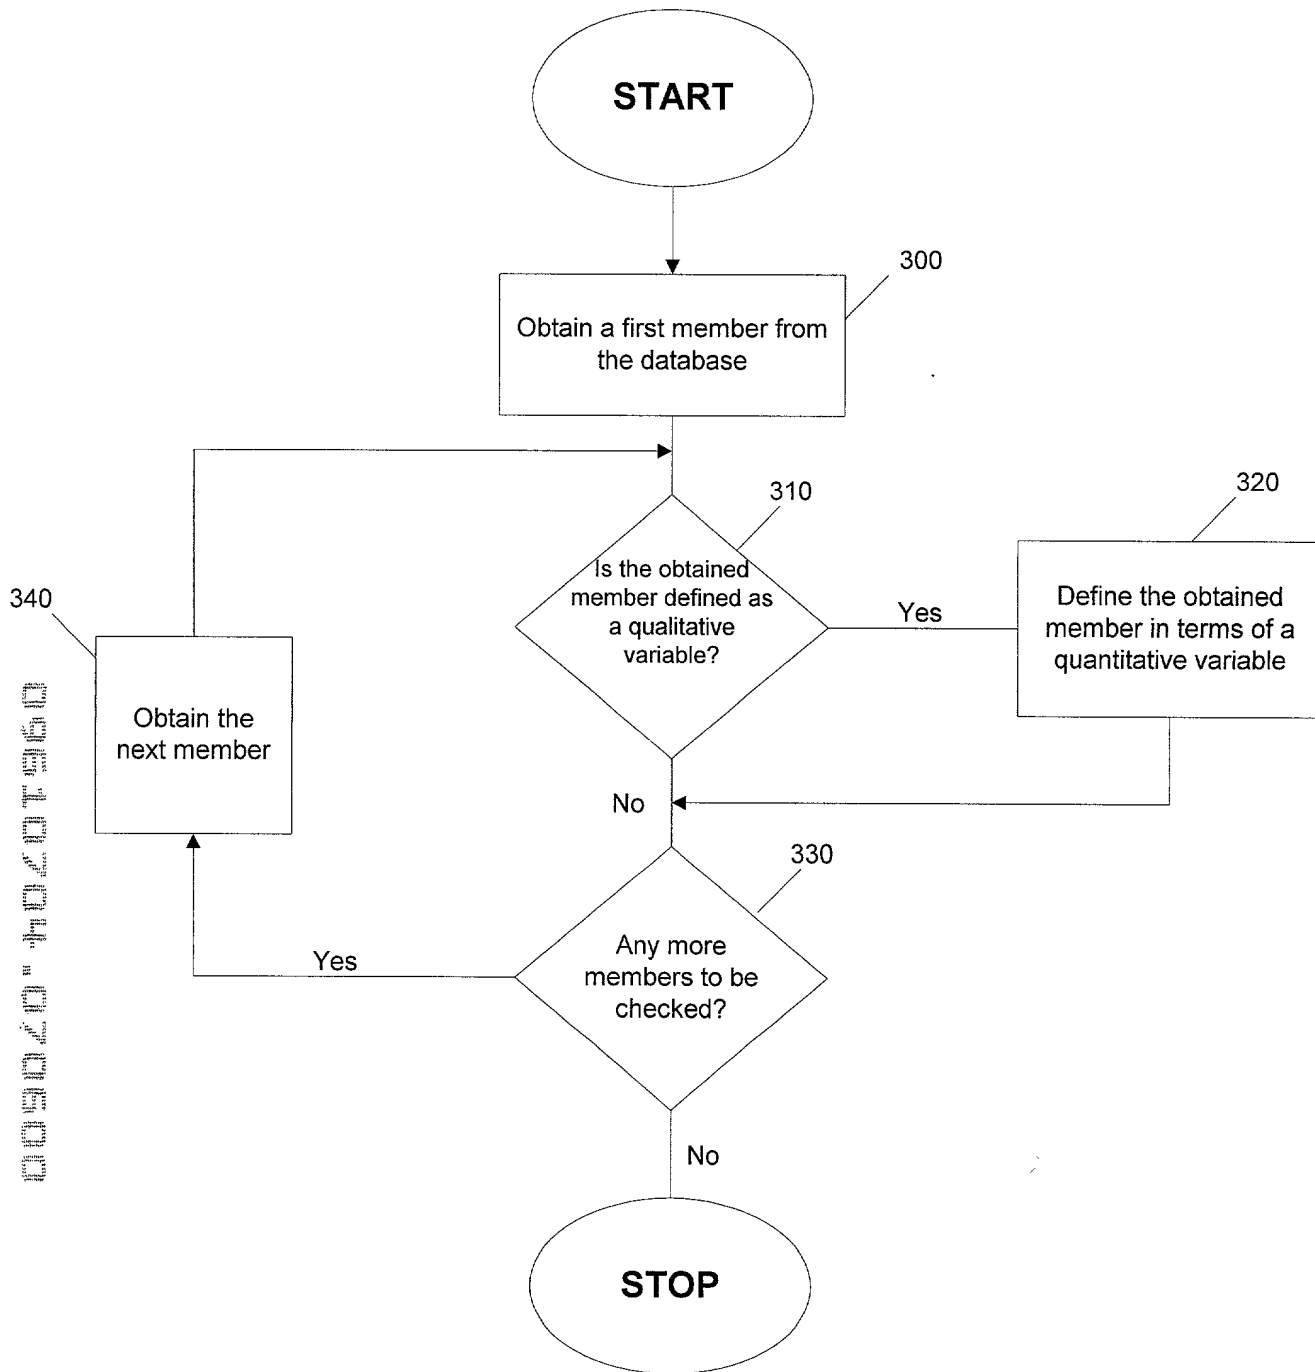 START
300
Obtain a first member from
the database
310
Is the obtained
member defined as
a qualitative
variable?
Yes
320
Define the obtained
member in terms of a
quantitative variable
340
Obtain the
next member
No
330
Any more
members to be
checked?
Yes
No
STOP